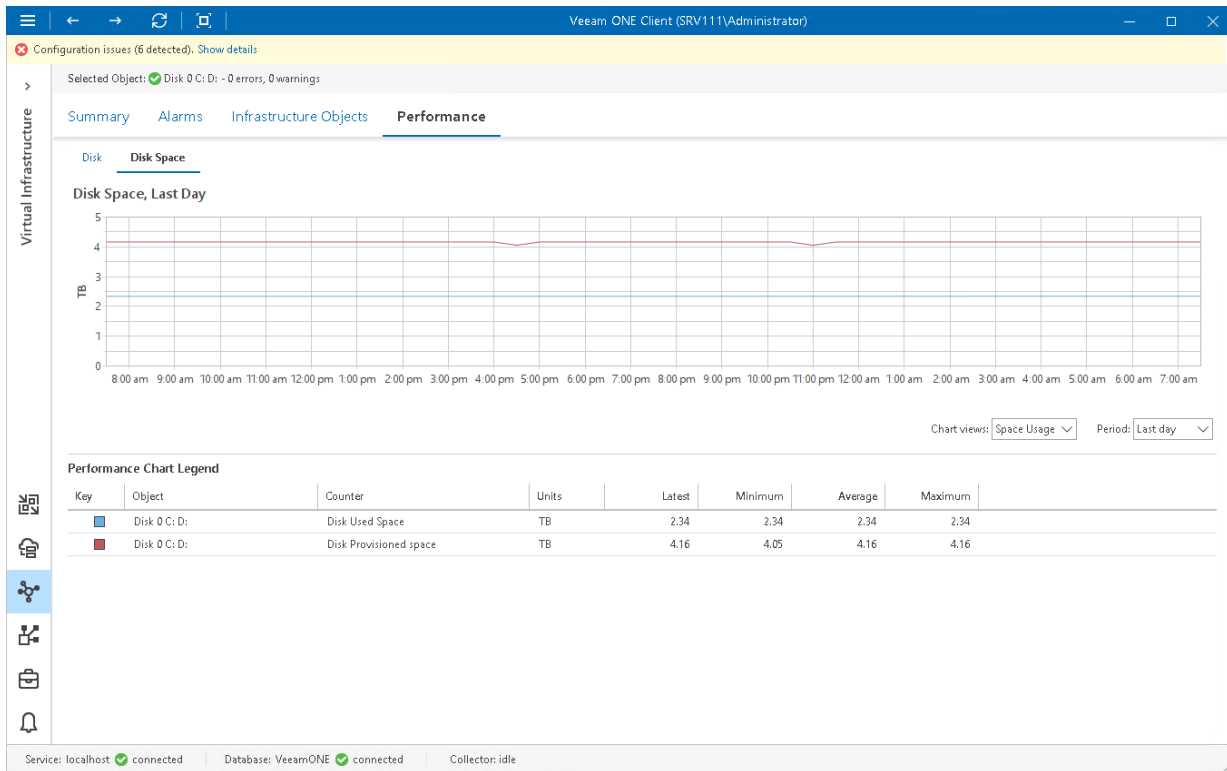 Veeam ONE Client (SRV111\Administrator)
Configuration issues (6 detected). Show details
Selected Object: Disk 0 C: D: - 0 errors, 0 warnings
Virtual Infrastructure
Summary Alarms Infrastructure Objects Performance
Disk Disk Space
Disk Space, Last Day
TB
5
4
3
2
1
0
8:00 am 9:00 am 10:00 am 11:00 am 12:00 pm 1:00 pm 2:00 pm 3:00 pm 4:00 pm 5:00 pm 6:00 pm 7:00 pm 8:00 pm 9:00 pm 10:00 pm 11:00 pm 12:00 am 1:00 am 2:00 am 3:00 am 4:00 am 5:00 am 6:00 am 7:00 am
Chart views: Space Usage Period: Last day
Performance Chart Legend
Key Object Counter Units Latest Minimum Average Maximum
Disk 0 C: D: Disk Used Space TB 2.34 2.34 2.34 2.34
Disk 0 C: D: Disk Provisioned space TB 4.16 4.05 4.16 4.16
Service: localhost connected Database: VeeamONE connected Collector: idle